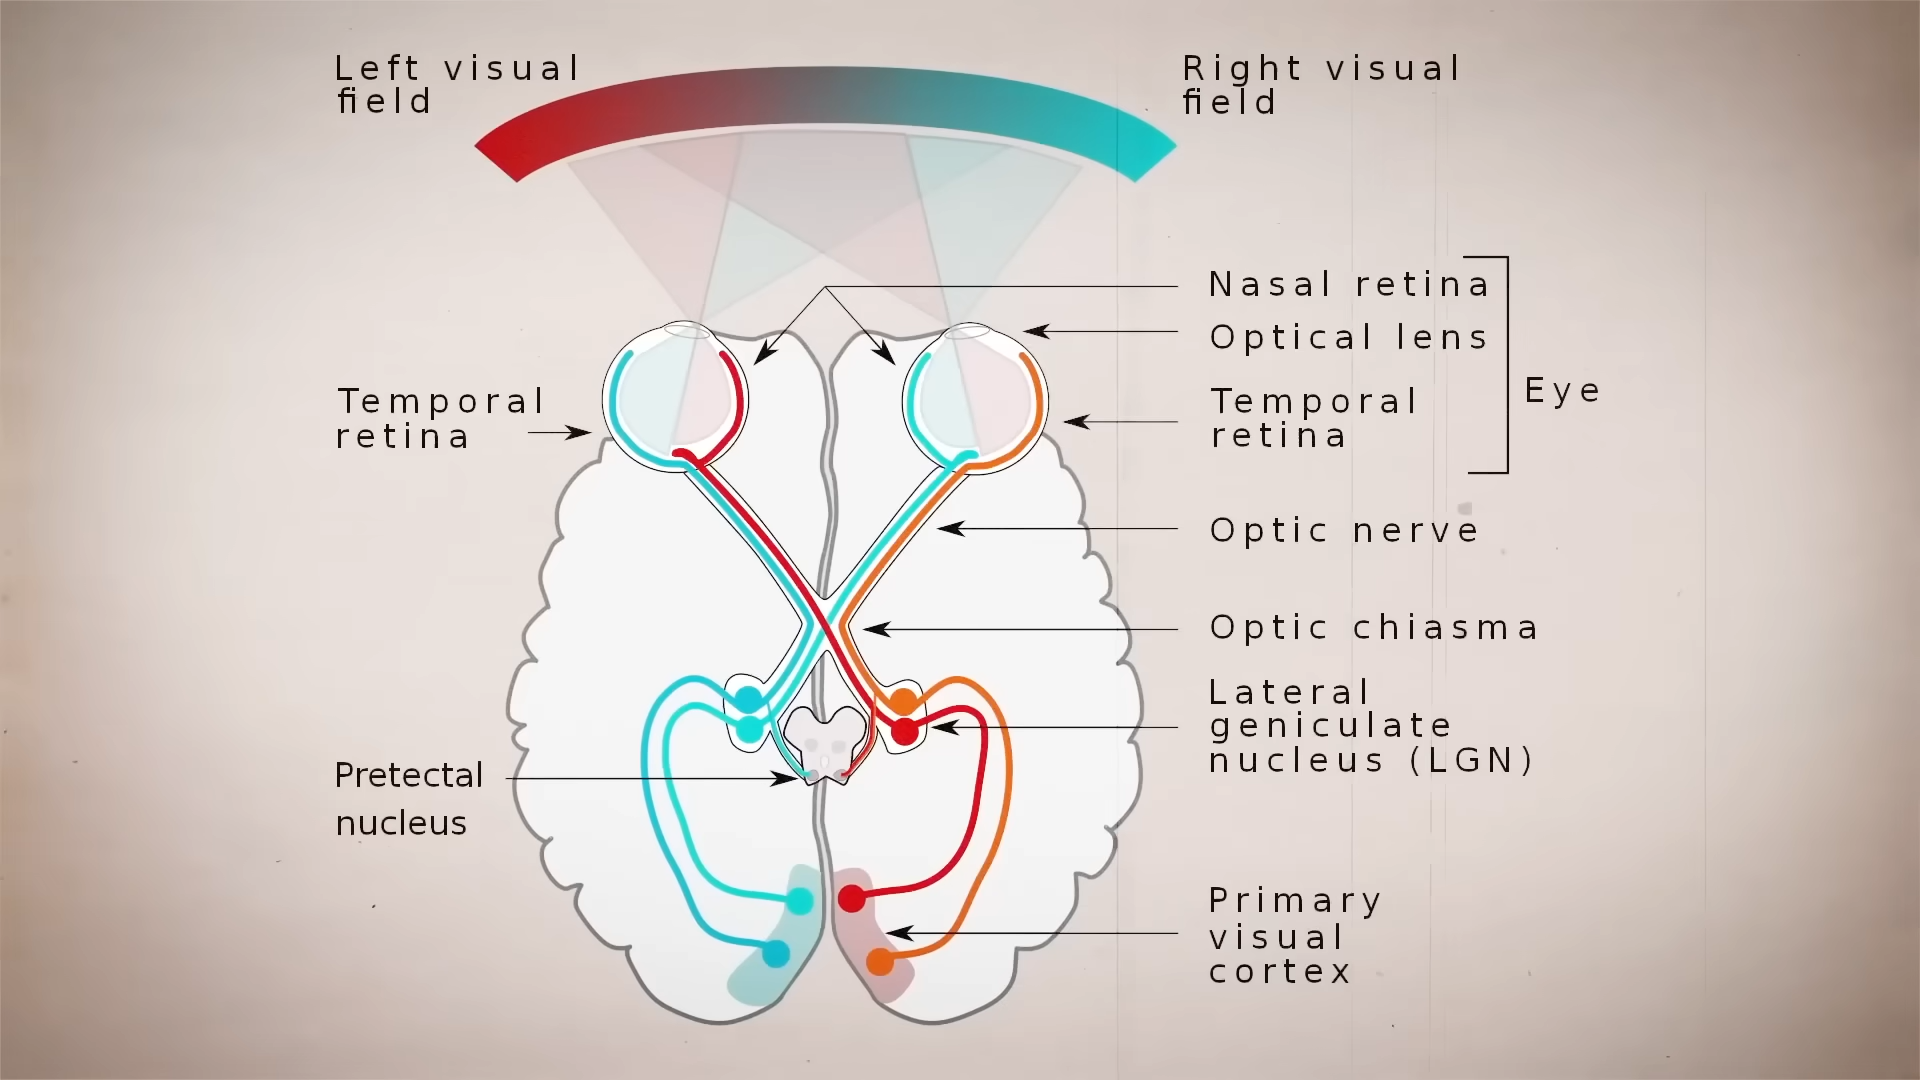 Left visual
field
Right visual
field
Nasal retina
Optical lens
Temporal
retina
Eye
Temporal
retina
Optic nerve
Optic chiasma
Lateral
geniculate
nucleus (LGN)
Pretectal
nucleus
Primary
visual
cortex